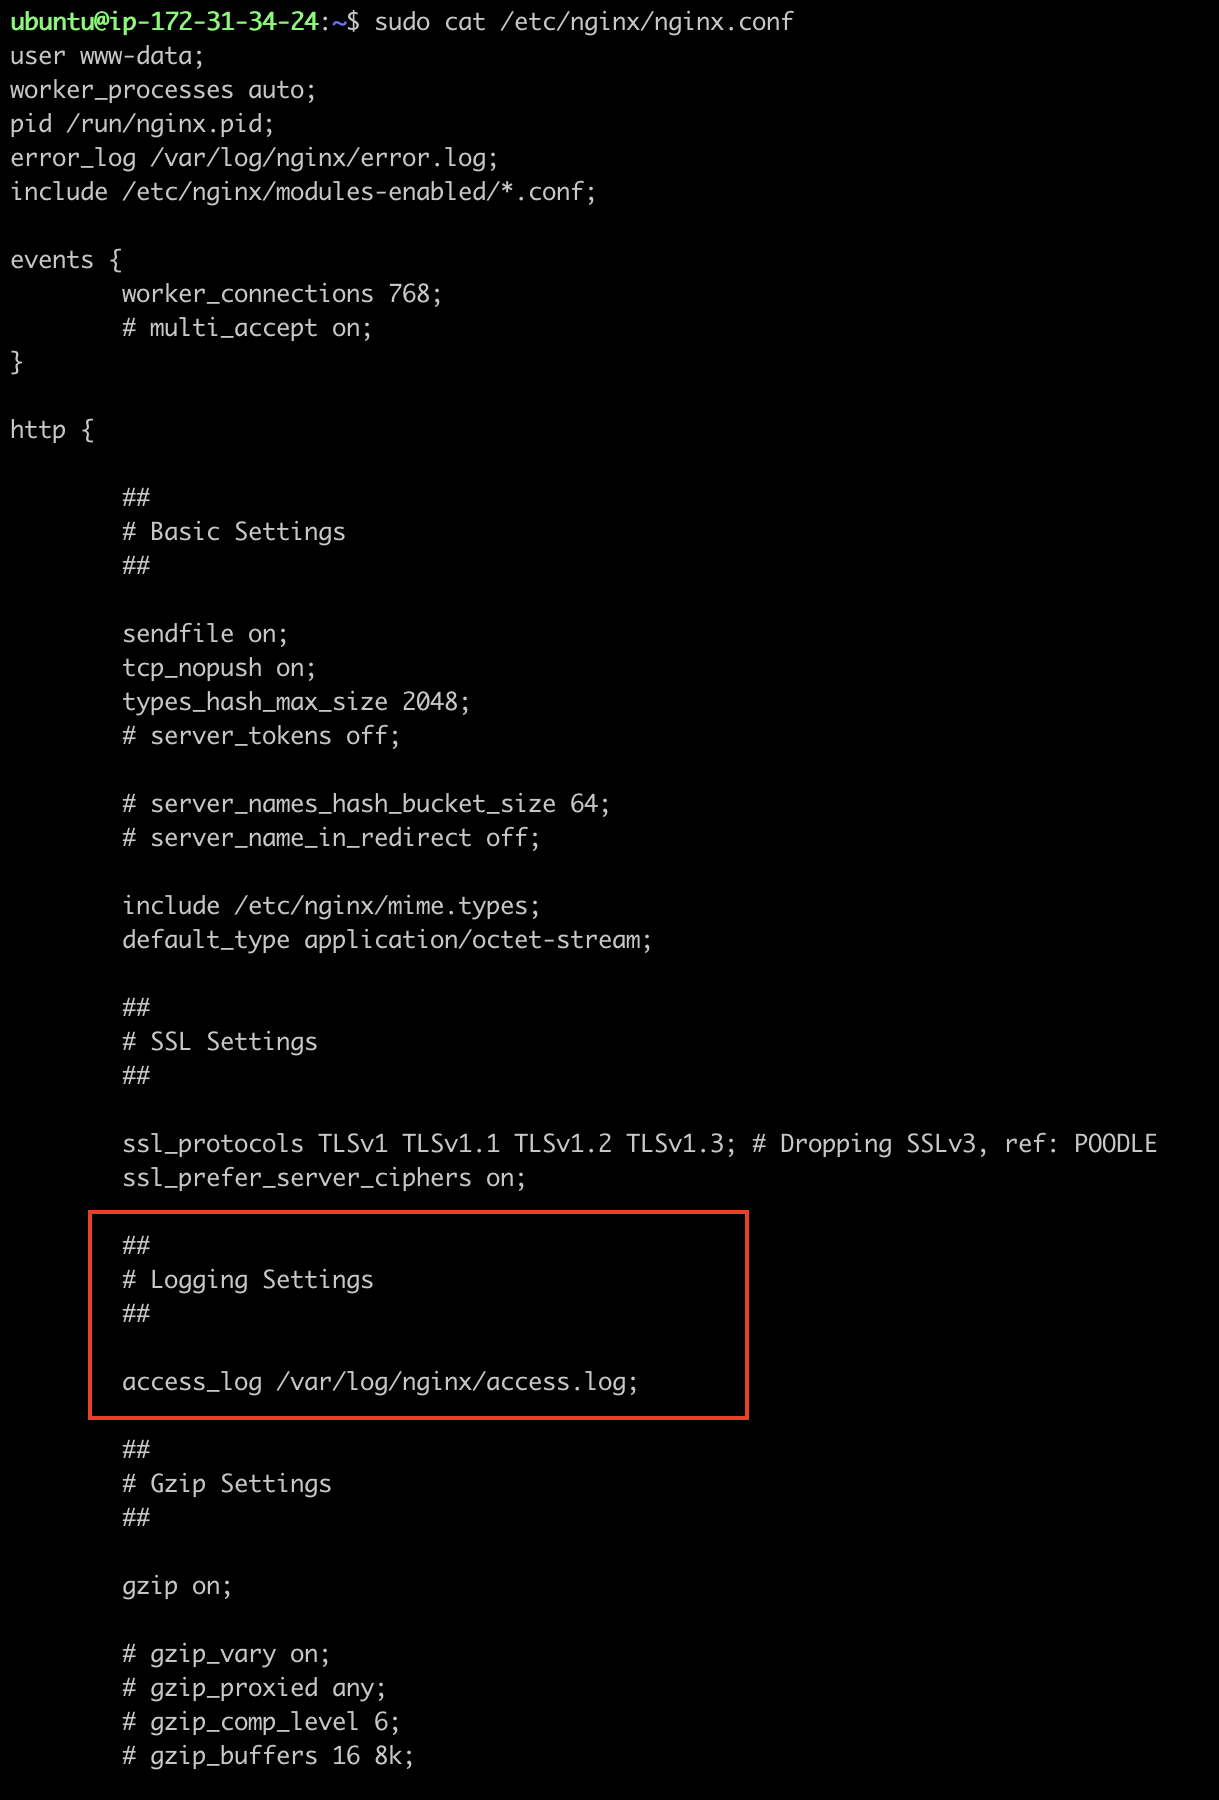 ubuntu@ip-172-31-34-24:~$ sudo cat /etc/nginx/nginx.conf
user www-data;
worker_processes auto;
pid /run/nginx.pid;
error_log /var/log/nginx/error.log;
include /etc/nginx/modules-enabled/*.conf;

events {
        worker_connections 768;
        # multi_accept on;
}

http {

        ##
        # Basic Settings
        ##

        sendfile on;
        tcp_nopush on;
        types_hash_max_size 2048;
        # server_tokens off;

        # server_names_hash_bucket_size 64;
        # server_name_in_redirect off;

        include /etc/nginx/mime.types;
        default_type application/octet-stream;

        ##
        # SSL Settings
        ##

        ssl_protocols TLSv1 TLSv1.1 TLSv1.2 TLSv1.3; # Dropping SSLv3, ref: POODLE
        ssl_prefer_server_ciphers on;

        ##
        # Logging Settings
        ##

        access_log /var/log/nginx/access.log;

        ##
        # Gzip Settings
        ##

        gzip on;

        # gzip_vary on;
        # gzip_proxied any;
        # gzip_comp_level 6;
        # gzip_buffers 16 8k;